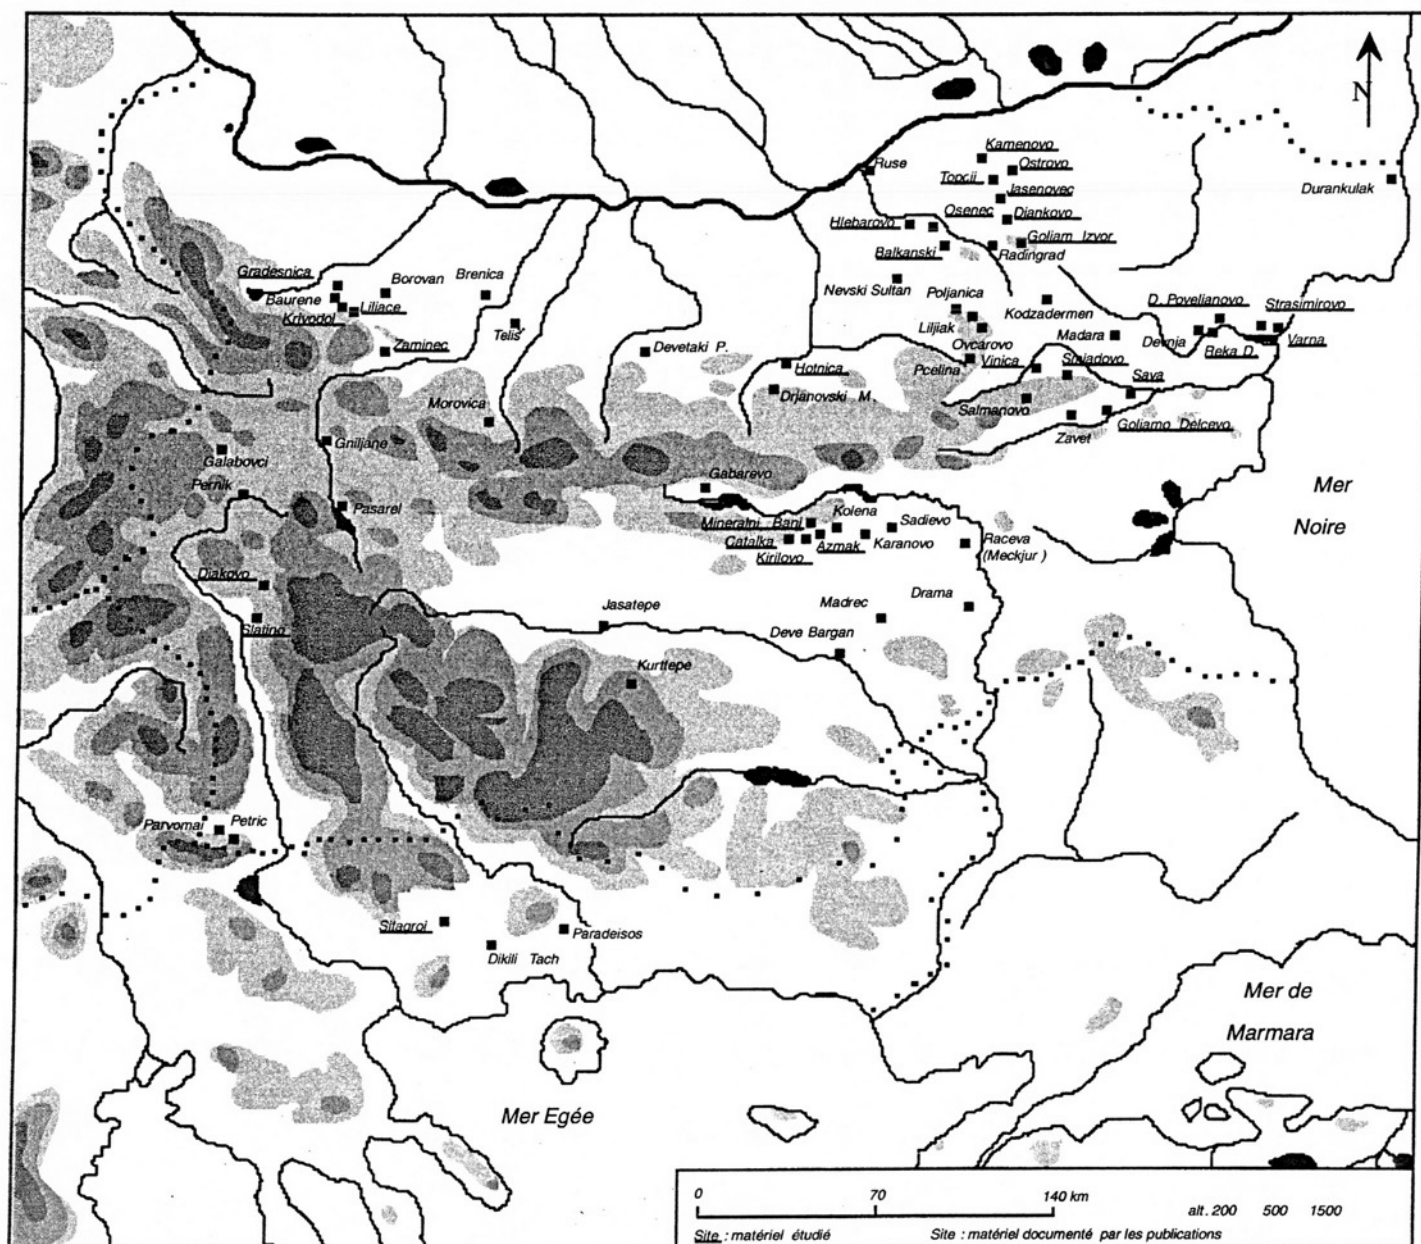 N
Kamenovo
Ruse
Ostrovo
Topcii
Durankulak
Jasenovec
Osenec
Diankovo
Hlebarovo
Goliam Izvor
Balkanski
Radingrad
Gradesnica
Borovan
Brenica
Nevski Sultan
Baurene
Poljanica
D. Povelianovo
Strasimirovo
Krivodol
Liliace
Kodzadermen
Telis
Liljiak
Madara
Devnja
Varna
Zaminec
Devetaki P.
Ovcarovo
Reka D.
Hotnica
Pcelina
Vinica
Smiadovo
Sava
Morovica
Drjanovski M.
Salmanovo
Gniljane
Zavet
Goliamo Delcevo
Galabovci
Gabarevo
Pernik
Mer
Noire
Pasarel
Kolena
Mineralni Bani
Sadievo
Catalka
Azmak
Karanovo
Raceva
(Meckjur)
Kirilovo
Diakovo
Jasatepe
Madrec
Drama
Slatino
Deve Bargan
Kurttepe
Parvomai
Petric
Sitagroi
Paradeisos
Dikili Tach
Mer de
Marmara
Mer Egée
0 70 140 km
alt. 200 500 1500
Site : matériel étudié Site : matériel documenté par les publications